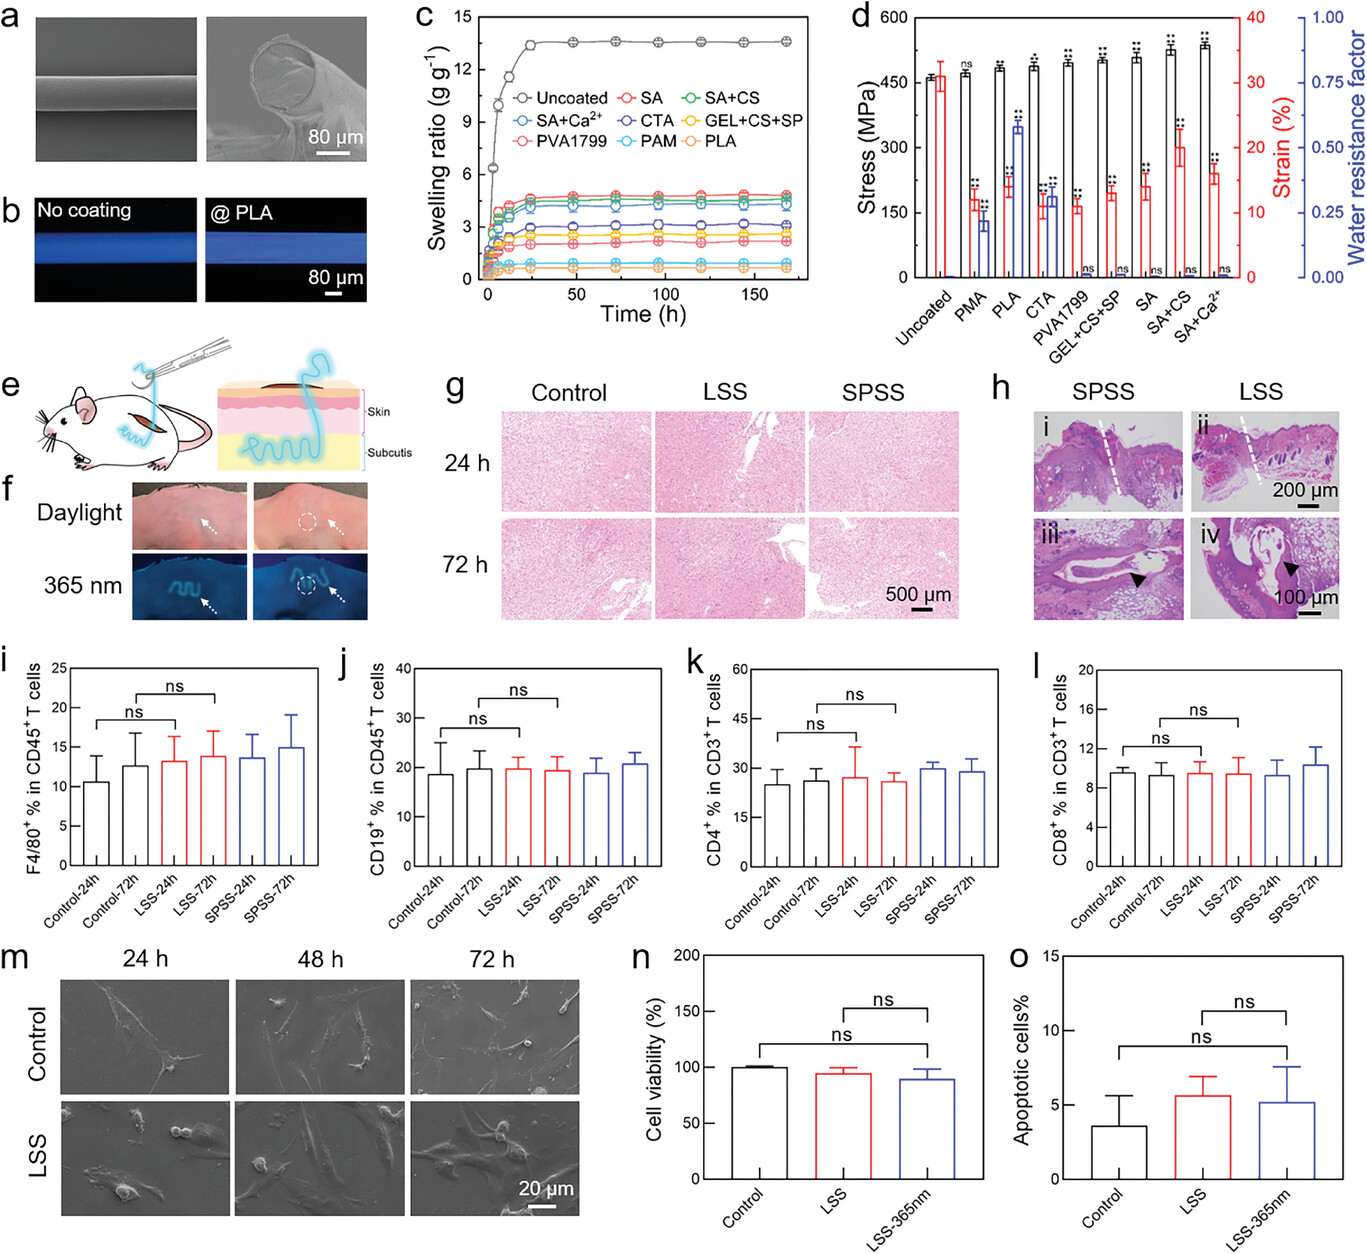 a
80 μm
b
No coating
@ PLA
80 μm
c
Swelling ratio (g g⁻¹)
15
12
9
6
3
0
Uncoated
SA
SA+CS
SA+Ca²⁺
CTA
GEL+CS+SP
PVA1799
PAM
PLA
0
50
100
150
Time (h)
d
Stress (MPa)
600
450
300
150
0
ns
ns
ns
ns
ns
ns
40
30
20
10
0
Strain (%)
1.00
0.75
0.50
0.25
0.00
Water resistance factor
Uncoated
PMA
PLA
CTA
PVA1799
GEL+CS+SP
SA
SA+CS
SA+Ca²⁺
e
Skin
Subcutis
f
Daylight
365 nm
g
Control
LSS
SPSS
24 h
72 h
500 μm
h
SPSS
LSS
i
ii
200 μm
iii
iv
100 μm
i
F4/80⁺ % in CD45⁺ T cells
25
20
15
10
5
0
ns
ns
Control-24h
Control-72h
LSS-24h
LSS-72h
SPSS-24h
SPSS-72h
j
CD19⁺ % in CD45⁺ T cells
40
30
20
10
0
ns
ns
Control-24h
Control-72h
LSS-24h
LSS-72h
SPSS-24h
SPSS-72h
k
CD4⁺ % in CD3⁺ T cells
60
45
30
15
0
ns
ns
Control-24h
Control-72h
LSS-24h
LSS-72h
SPSS-24h
SPSS-72h
l
CD8⁺ % in CD3⁺ T cells
20
16
12
8
4
0
ns
ns
Control-24h
Control-72h
LSS-24h
LSS-72h
SPSS-24h
SPSS-72h
m
24 h
48 h
72 h
Control
LSS
20 μm
n
Cell viability (%)
200
150
100
50
0
ns
ns
Control
LSS
LSS-365nm
o
Apoptotic cells%
15
10
5
0
ns
ns
Control
LSS
LSS-365nm